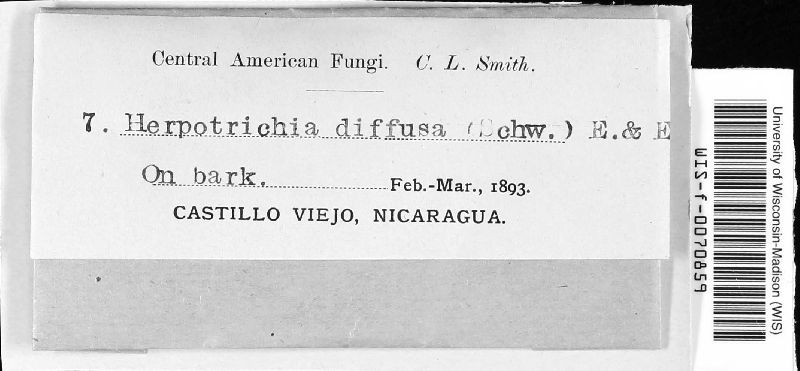 Central American Fungi. C. L. Smith.
7. Herpotrichia diffusa (Schw.) E.& E
On bark. Feb.-Mar., 1893.
CASTILLO VIEJO, NICARAGUA.
WIS-f-0070859
University of Wisconsin-Madison (WIS)